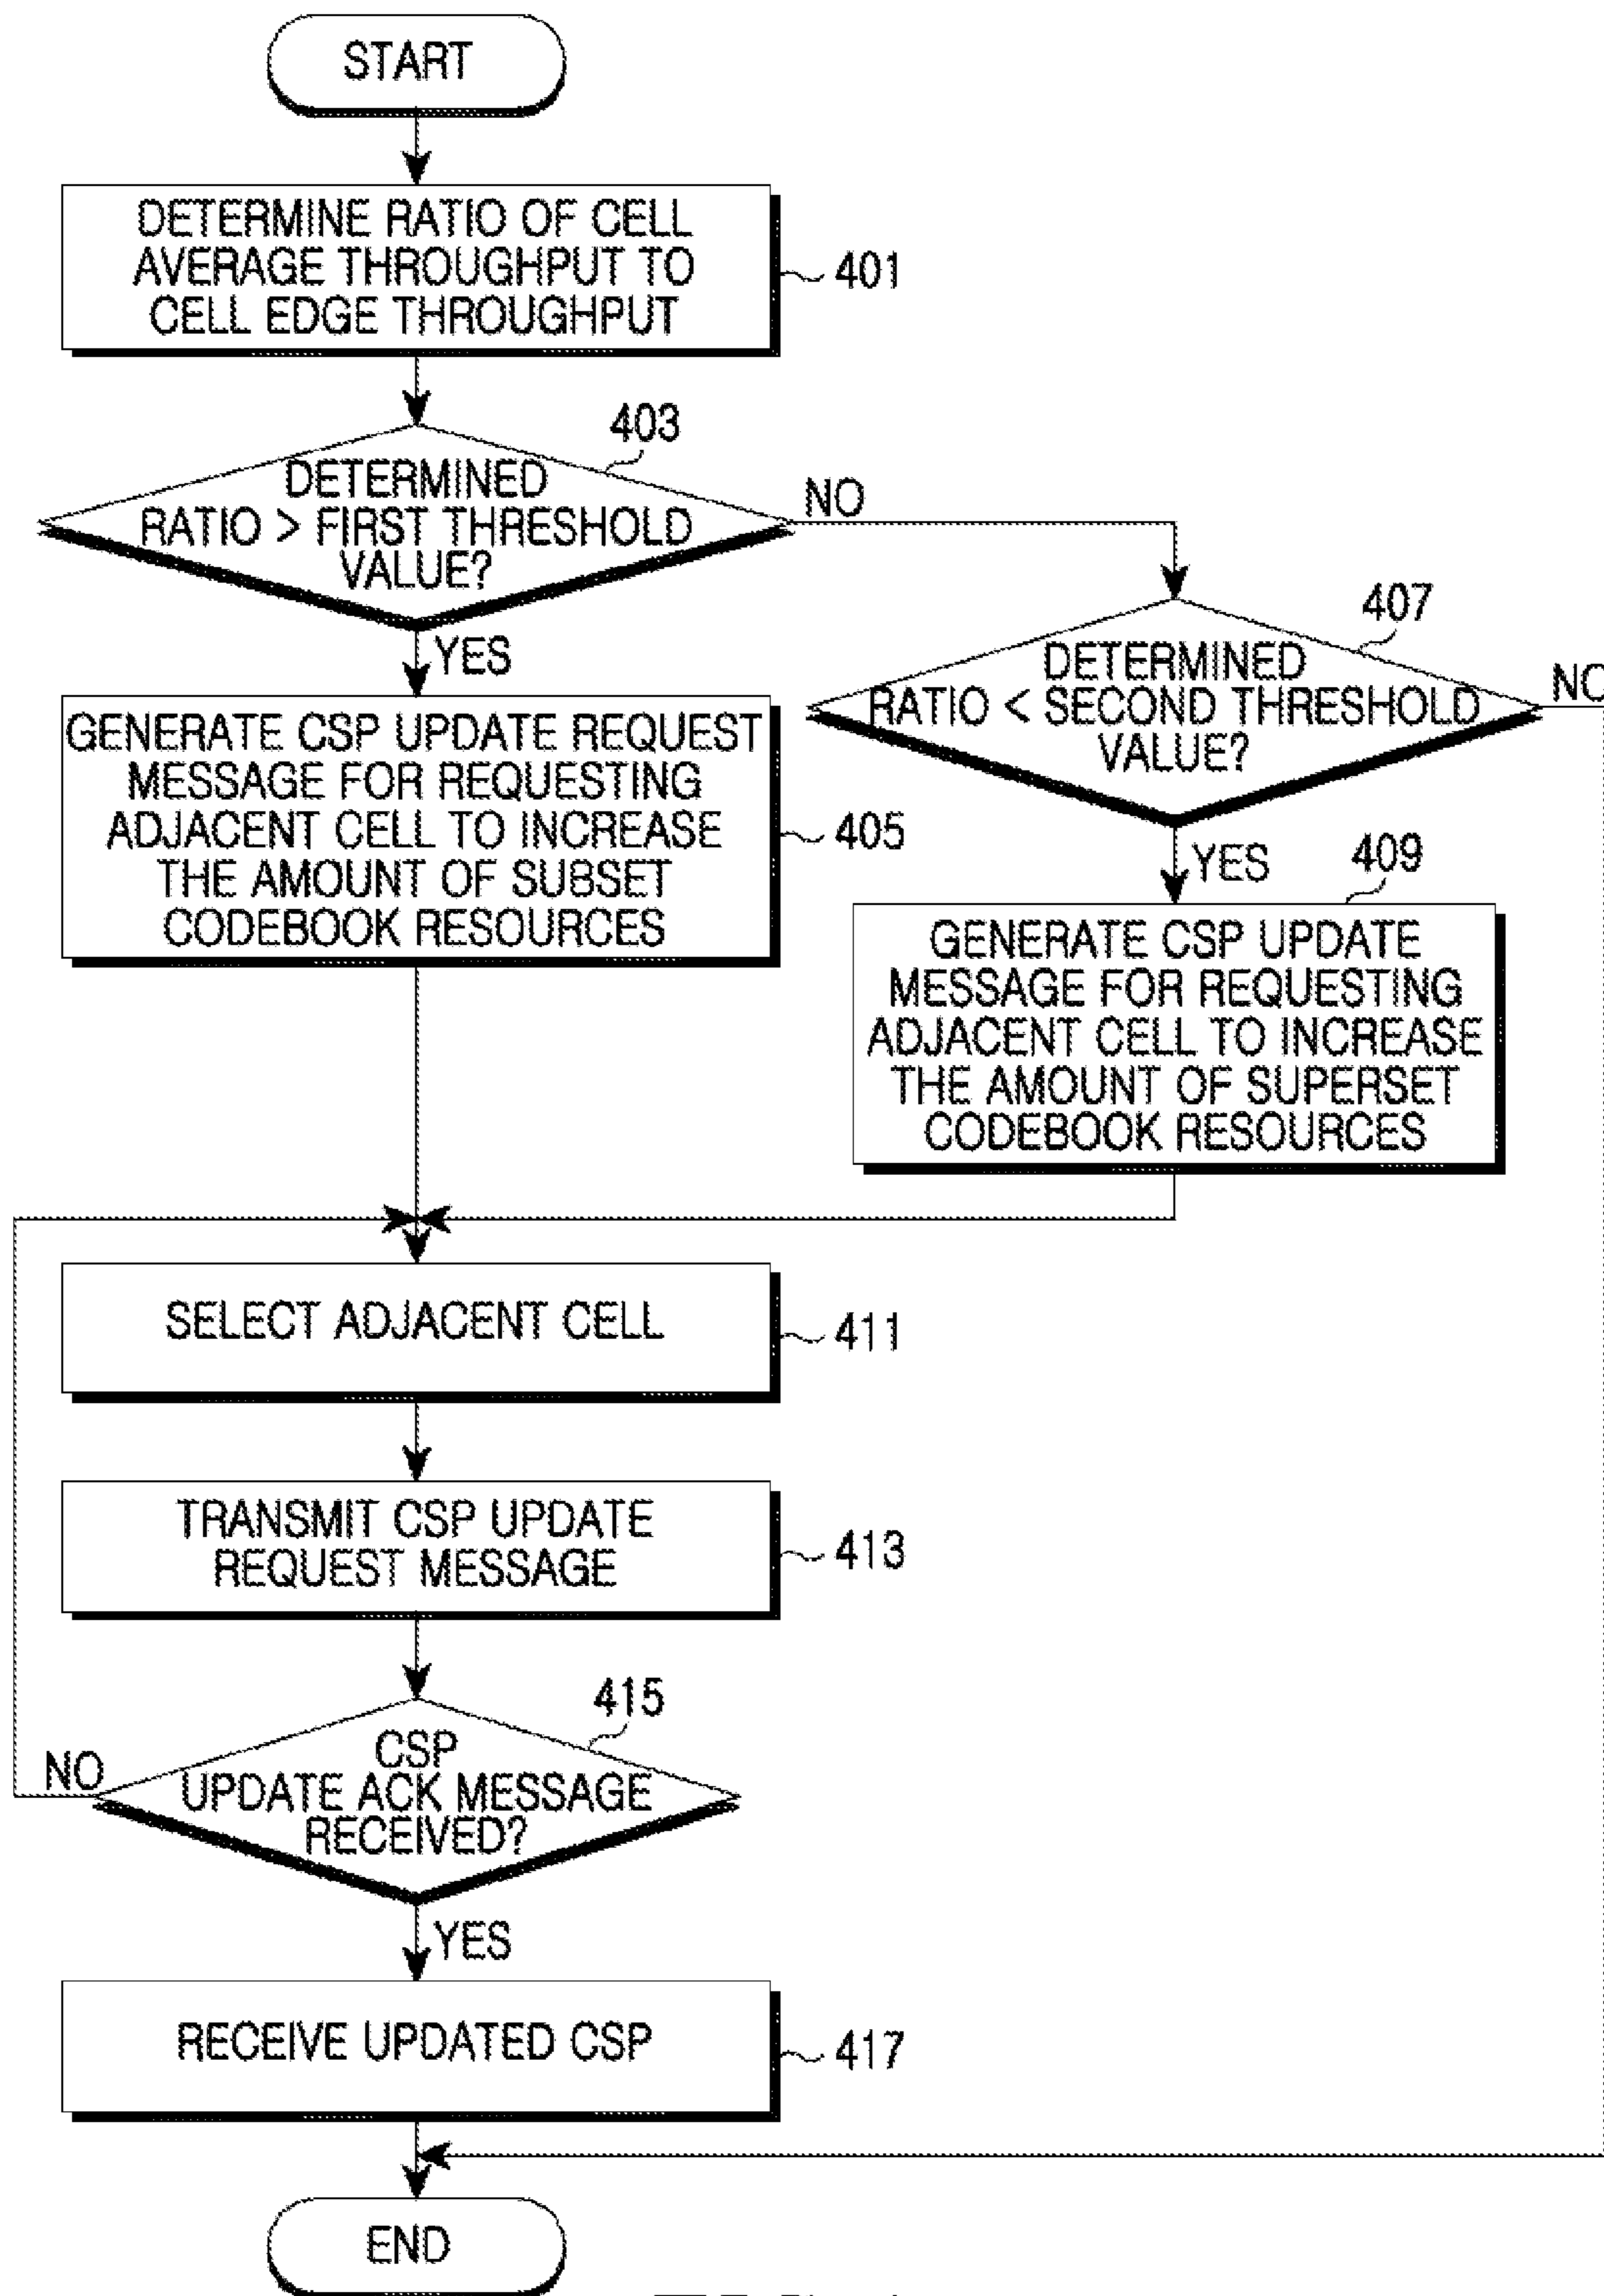 START
DETERMINE RATIO OF CELL
AVERAGE THROUGHPUT TO
CELL EDGE THROUGHPUT
401
403
DETERMINED
RATIO > FIRST THRESHOLD
VALUE?
NO
YES
407
DETERMINED
RATIO < SECOND THRESHOLD
VALUE?
NO
YES
GENERATE CSP UPDATE REQUEST
MESSAGE FOR REQUESTING
ADJACENT CELL TO INCREASE
THE AMOUNT OF SUBSET
CODEBOOK RESOURCES
405
409
GENERATE CSP UPDATE
MESSAGE FOR REQUESTING
ADJACENT CELL TO INCREASE
THE AMOUNT OF SUPERSET
CODEBOOK RESOURCES
SELECT ADJACENT CELL
411
TRANSMIT CSP UPDATE
REQUEST MESSAGE
413
415
CSP
UPDATE ACK MESSAGE
RECEIVED?
NO
YES
RECEIVE UPDATED CSP
417
END